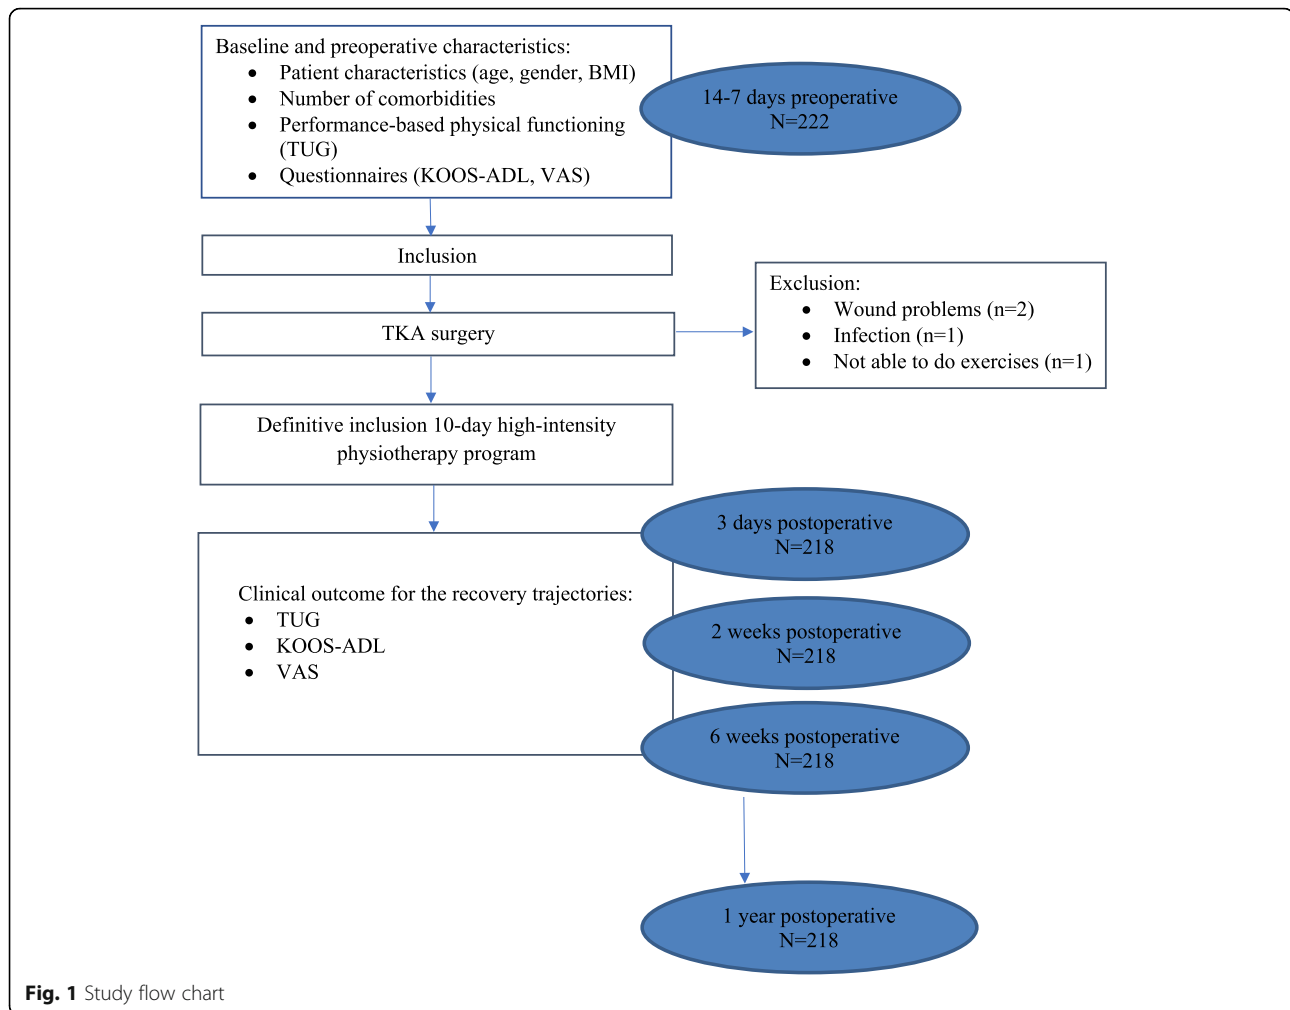 Baseline and preoperative characteristics:
• Patient characteristics (age, gender, BMI)
• Number of comorbidities
• Performance-based physical functioning
(TUG)
• Questionnaires (KOOS-ADL, VAS)
14-7 days preoperative
N=222
Inclusion
TKA surgery
Exclusion:
• Wound problems (n=2)
• Infection (n=1)
• Not able to do exercises (n=1)
Definitive inclusion 10-day high-intensity
physiotherapy program
Clinical outcome for the recovery trajectories:
• TUG
• KOOS-ADL
• VAS
3 days postoperative
N=218
2 weeks postoperative
N=218
6 weeks postoperative
N=218
1 year postoperative
N=218
Fig. 1 Study flow chart